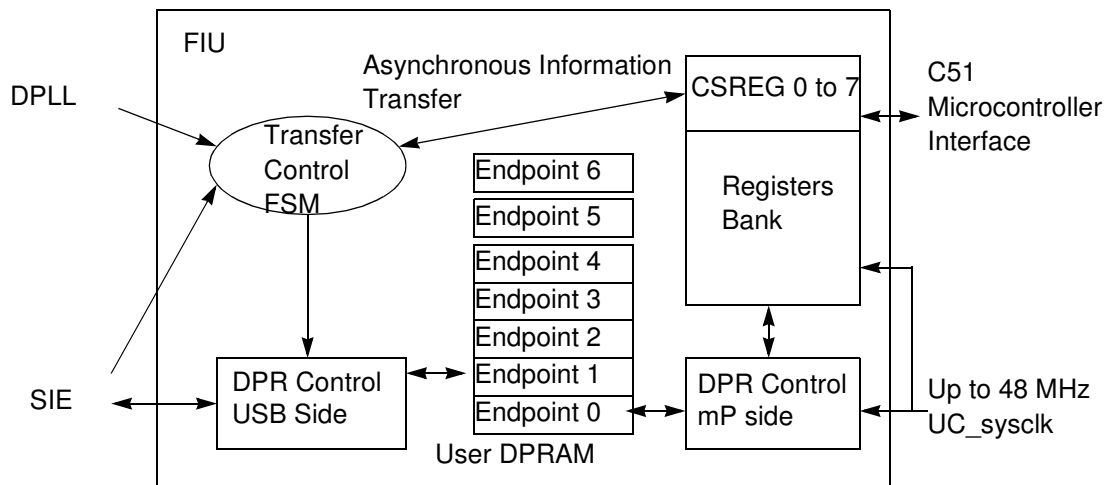 FIU
DPLL
Asynchronous Information
Transfer
CSREG 0 to 7
C51
Microcontroller
Interface
Transfer
Control
FSM
Registers
Bank
Endpoint 6
Endpoint 5
Endpoint 4
Endpoint 3
Endpoint 2
Endpoint 1
Endpoint 0
User DPRAM
SIE
DPR Control
USB Side
DPR Control
mP side
Up to 48 MHz
UC_sysclk